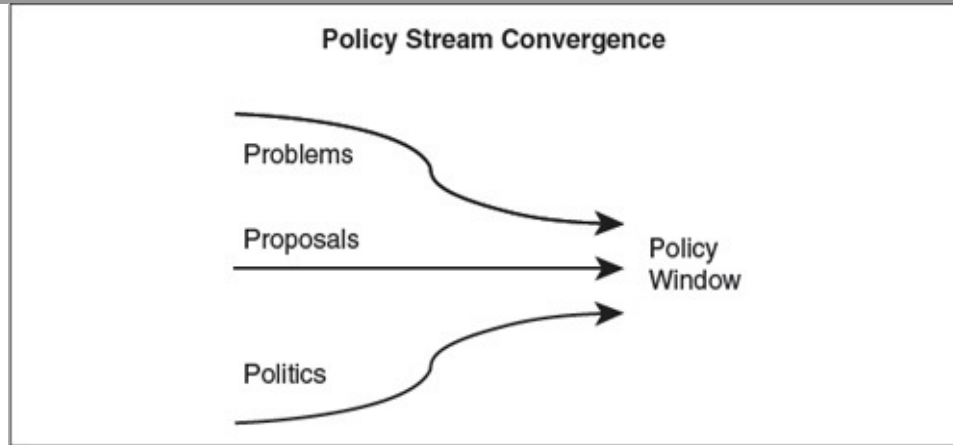 Policy Stream Convergence
Problems
Proposals
Policy
Window
Politics